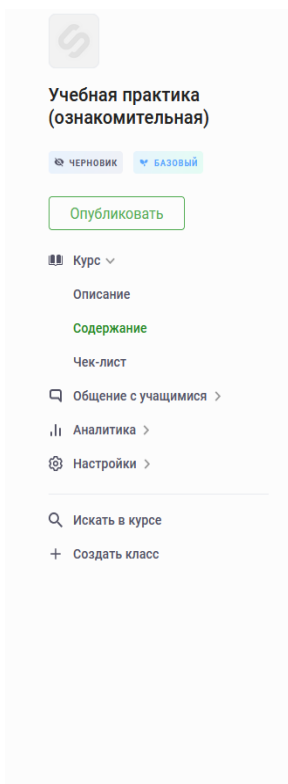 Учебная практика
(ознакомительная)
ЧЕРНОВИК БАЗОВЫЙ
Опубликовать
Курс
Описание
Содержание
Чек-лист
Общение с учащимися
Аналитика
Настройки
Искать в курсе
Создать класс